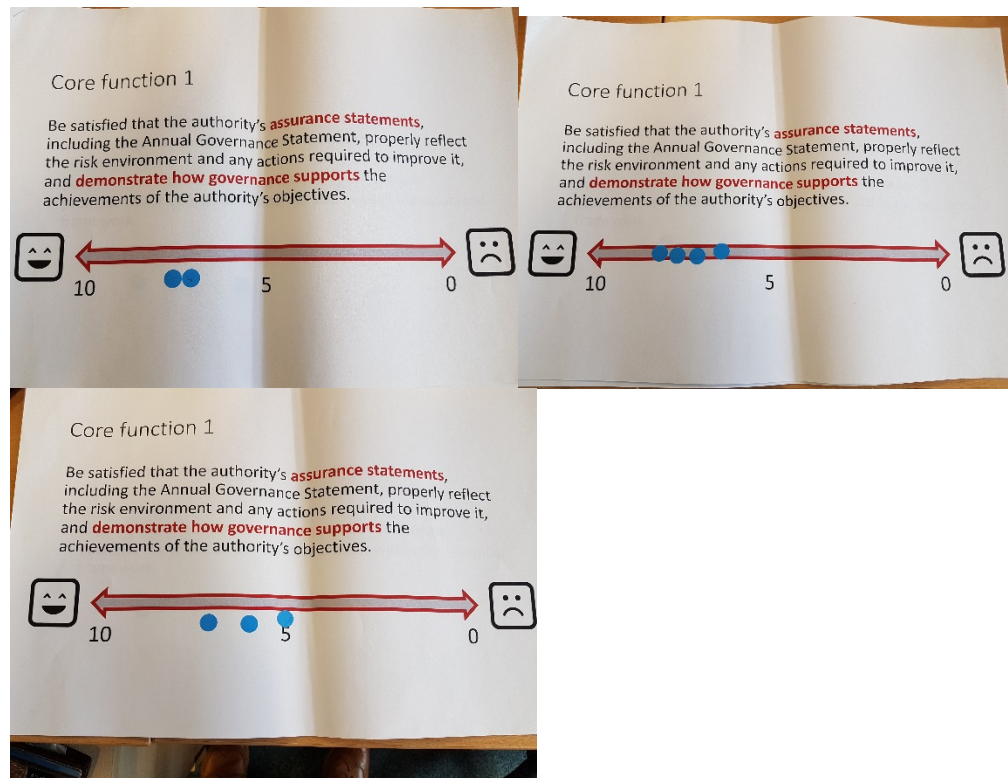 Core function 1
Be satisfied that the authority's assurance statements,
including the Annual Governance Statement, properly reflect
the risk environment and any actions required to improve it,
and demonstrate how governance supports the
achievements of the authority's objectives.
10 5 0
Core function 1
Be satisfied that the authority's assurance statements,
including the Annual Governance Statement, properly reflect
the risk environment and any actions required to improve it,
and demonstrate how governance supports the
achievements of the authority's objectives.
10 5 0
Core function 1
Be satisfied that the authority's assurance statements,
including the Annual Governance Statement, properly reflect
the risk environment and any actions required to improve it,
and demonstrate how governance supports the
achievements of the authority's objectives.
10 5 0